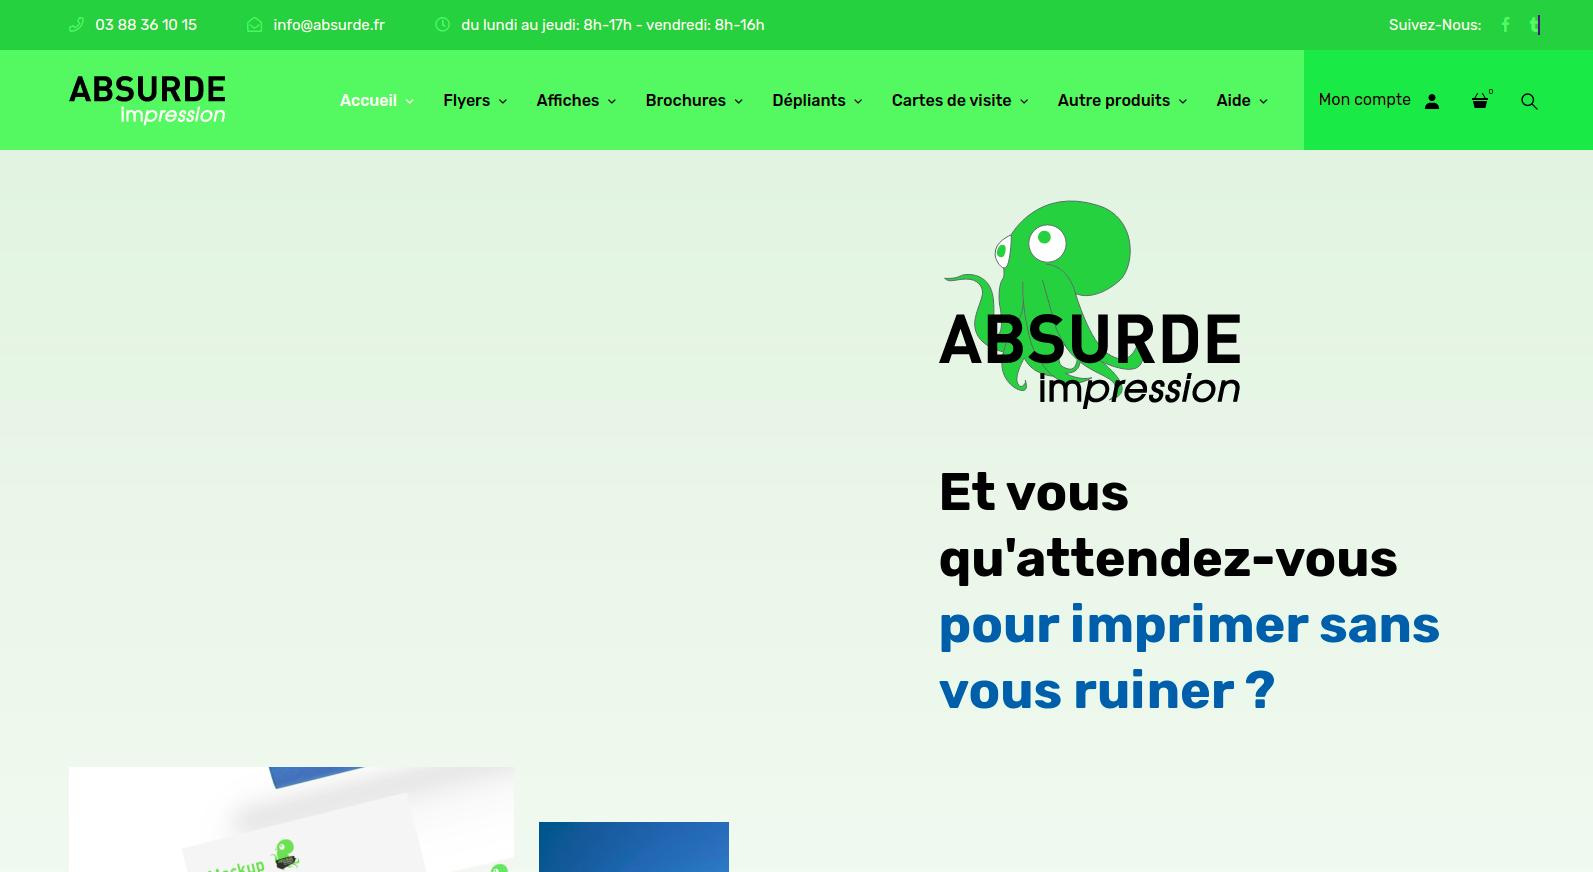 03 88 36 10 15 info@absurde.fr du lundi au jeudi: 8h-17h - vendredi: 8h-16h Suivez-Nous:
ABSURDE
impression
Accueil Flyers Affiches Brochures Dépliants Cartes de visite Autre produits Aide Mon compte 0
ABSURDE
impression
Et vous
qu'attendez-vous
pour imprimer sans
vous ruiner ?
Mockup